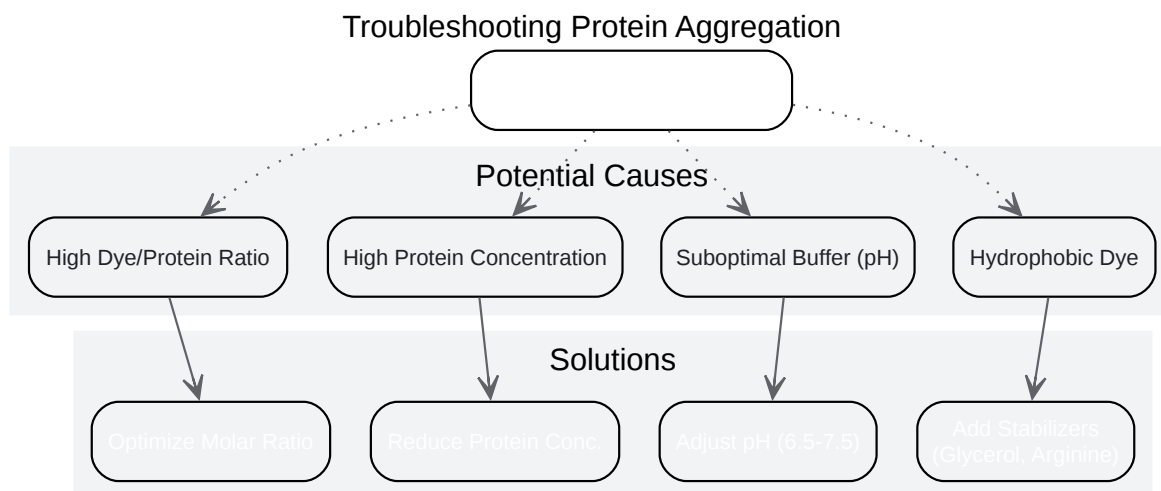 Troubleshooting Protein Aggregation
Potential Causes
High Dye/Protein Ratio
High Protein Concentration
Suboptimal Buffer (pH)
Hydrophobic Dye
Solutions
Optimize Molar Ratio
Reduce Protein Conc.
Adjust pH (6.5-7.5)
Add Stabilizers
(Glycerol, Arginine)